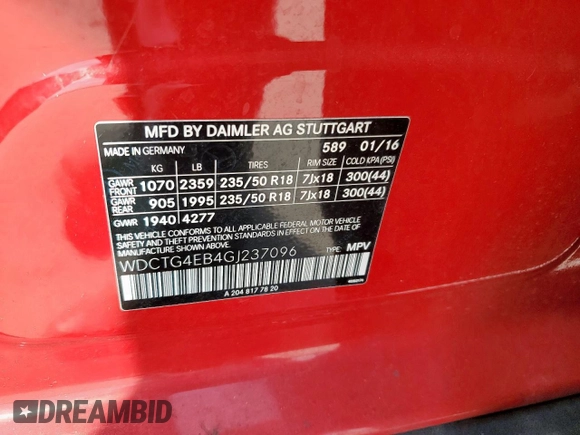 MFD BY DAIMLER AG STUTTGART
MADE IN GERMANY 589 01/16
KG LB TIRES RIM SIZE COLD KPA(PSI)
GAWR FRONT 1070 2359 235/50 R18 7Jx18 300(44)
GAWR REAR 905 1995 235/50 R18 7Jx18 300(44)
GVWR 1940 4277
THIS VEHICLE CONFORMS TO ALL APPLICABLE FEDERAL MOTOR VEHICLE
SAFETY, BUMPER, AND THEFT PREVENTION STANDARDS IN EFFECT ON THE
DATE OF MANUFACTURE SHOWN ABOVE.
WDCTG4EB4GJ237096 TYPE: MPV
A 204 817 78 20
DREAMBID